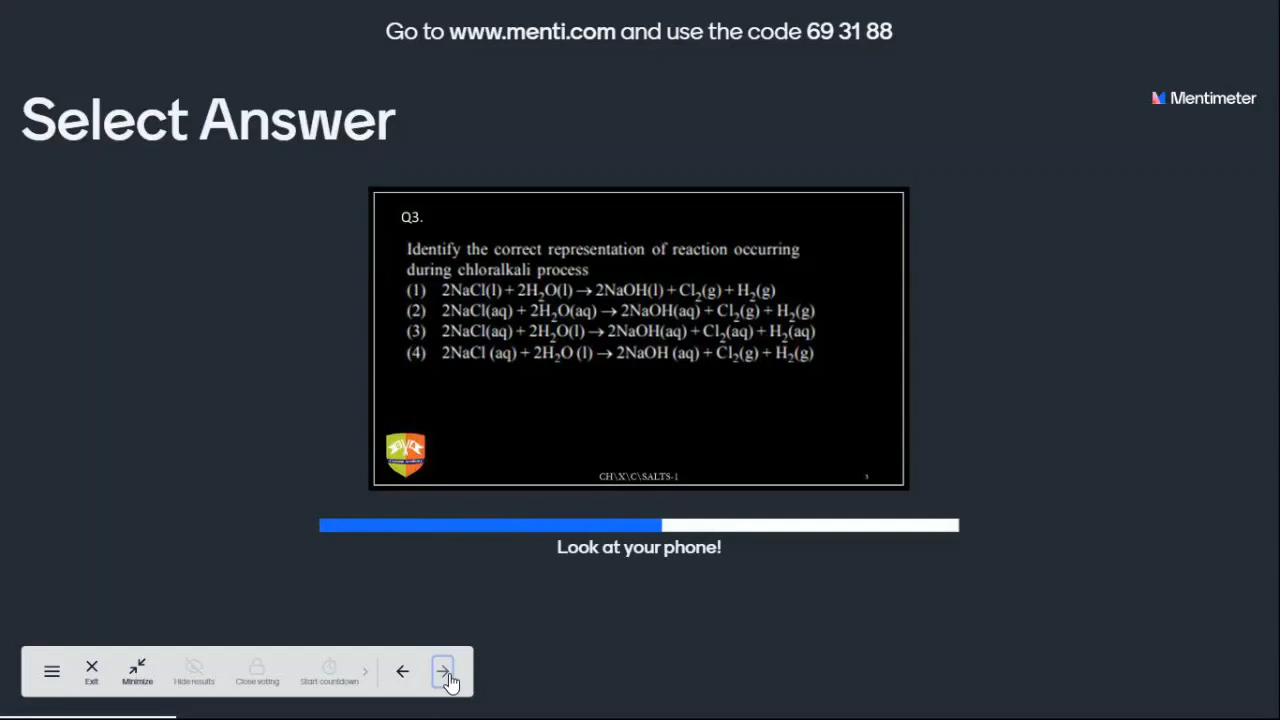 Go to www.menti.com and use the code 69 31 88
Mentimeter
Select Answer
Q3.
Identify the correct representation of reaction occurring
during chloralkali process
(1) 2NaCl(l) + 2H₂O(l) → 2NaOH(l) + Cl₂(g) + H₂(g)
(2) 2NaCl(aq) + 2H₂O(aq) → 2NaOH(aq) + Cl₂(g) + H₂(g)
(3) 2NaCl(aq) + 2H₂O(l) → 2NaOH(aq) + Cl₂(aq) + H₂(aq)
(4) 2NaCl (aq) + 2H₂O (l) → 2NaOH (aq) + Cl₂(g) + H₂(g)
CH\X\C\SALTS-1
3
Look at your phone!
Exit
Minimize
Hide results
Close voting
Start countdown